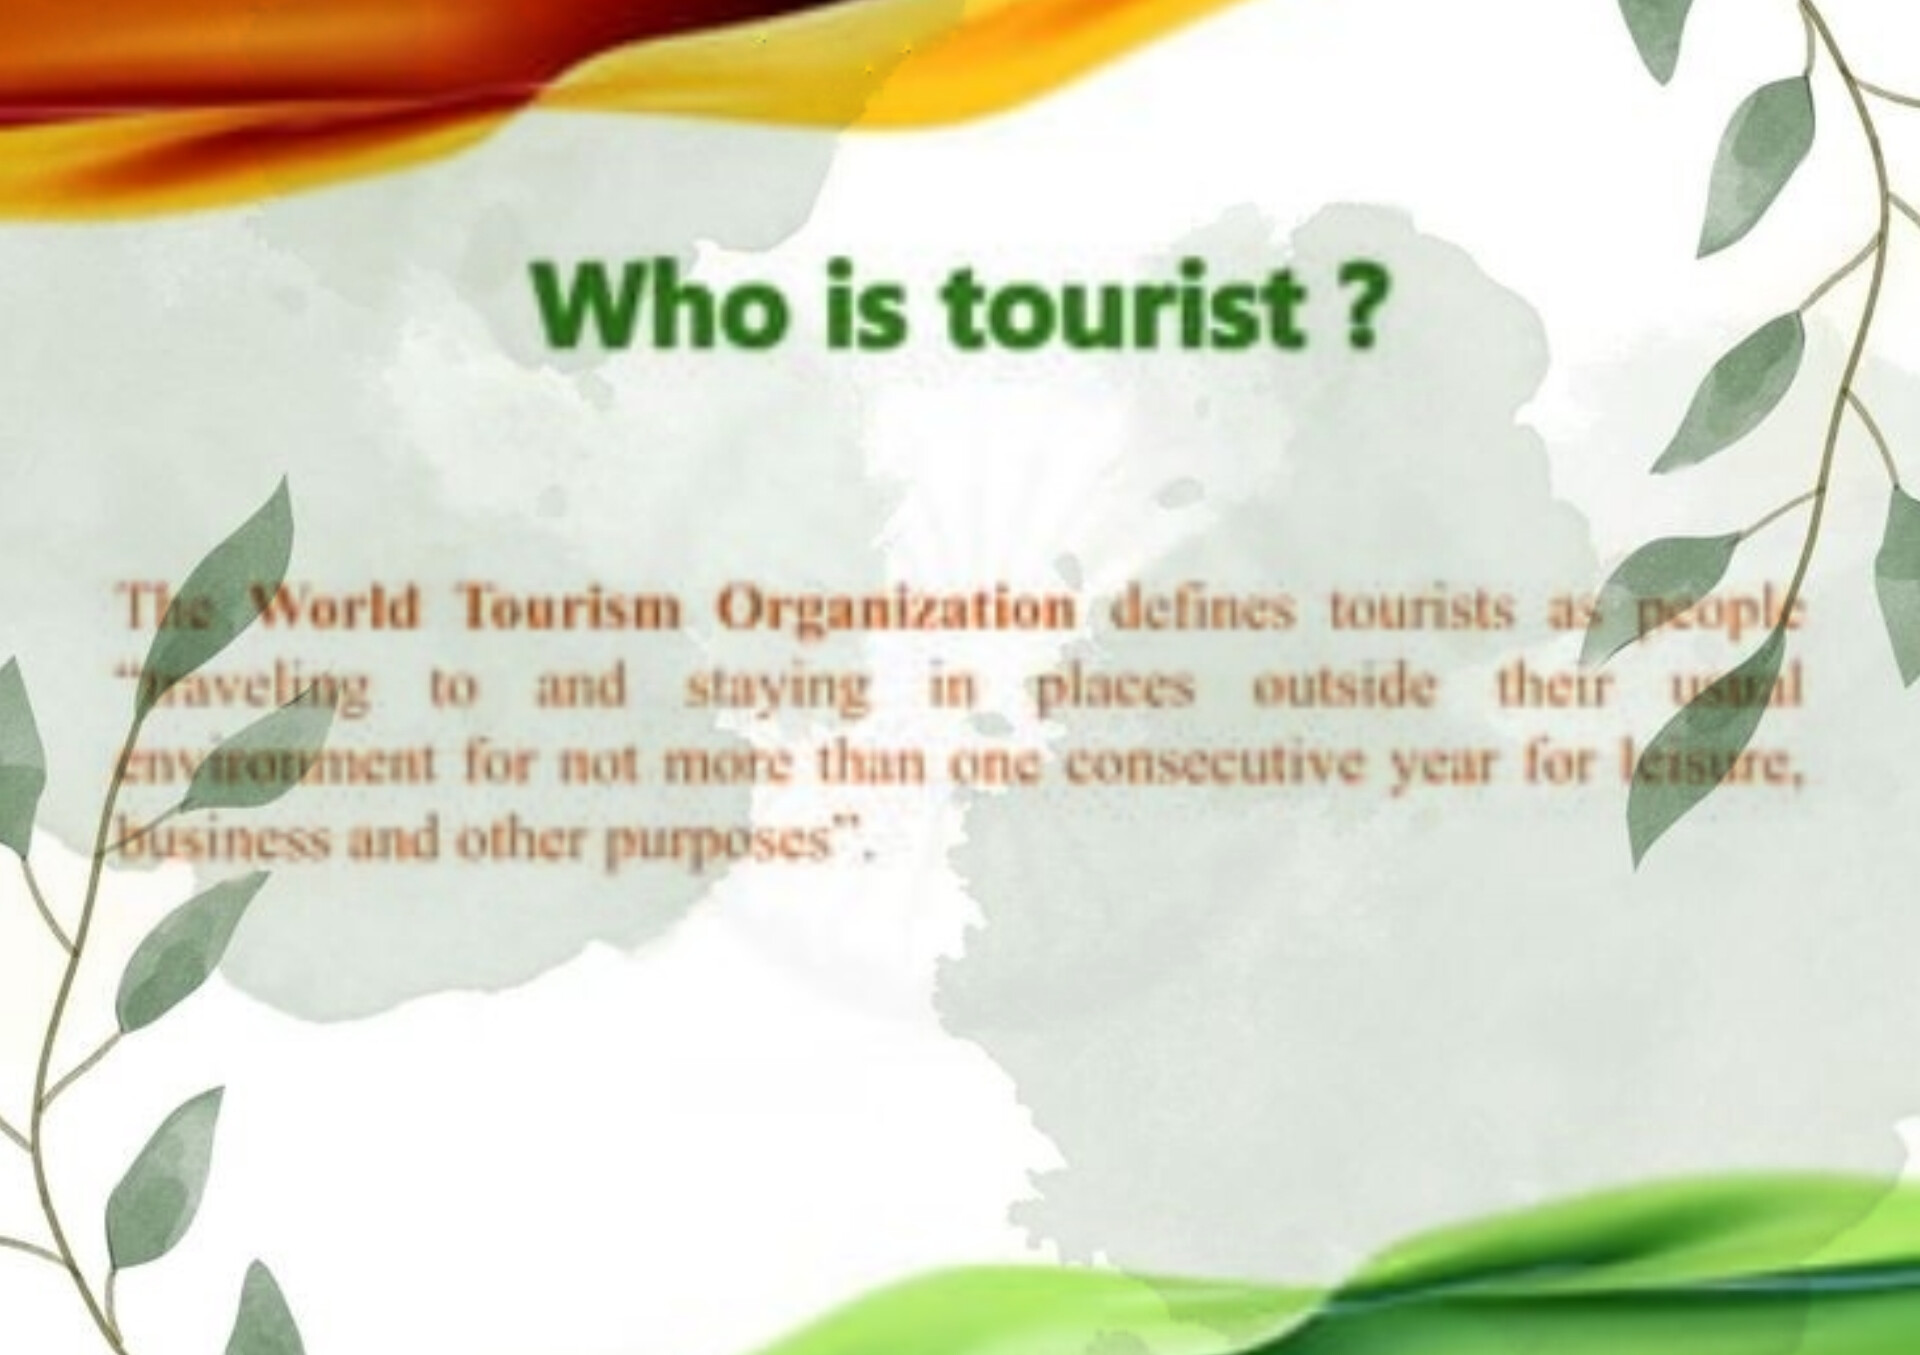 Who is tourist ?
The World Tourism Organization defines tourists as people
“traveling to and staying in places outside their usual
environment for not more than one consecutive year for leisure,
business and other purposes”.